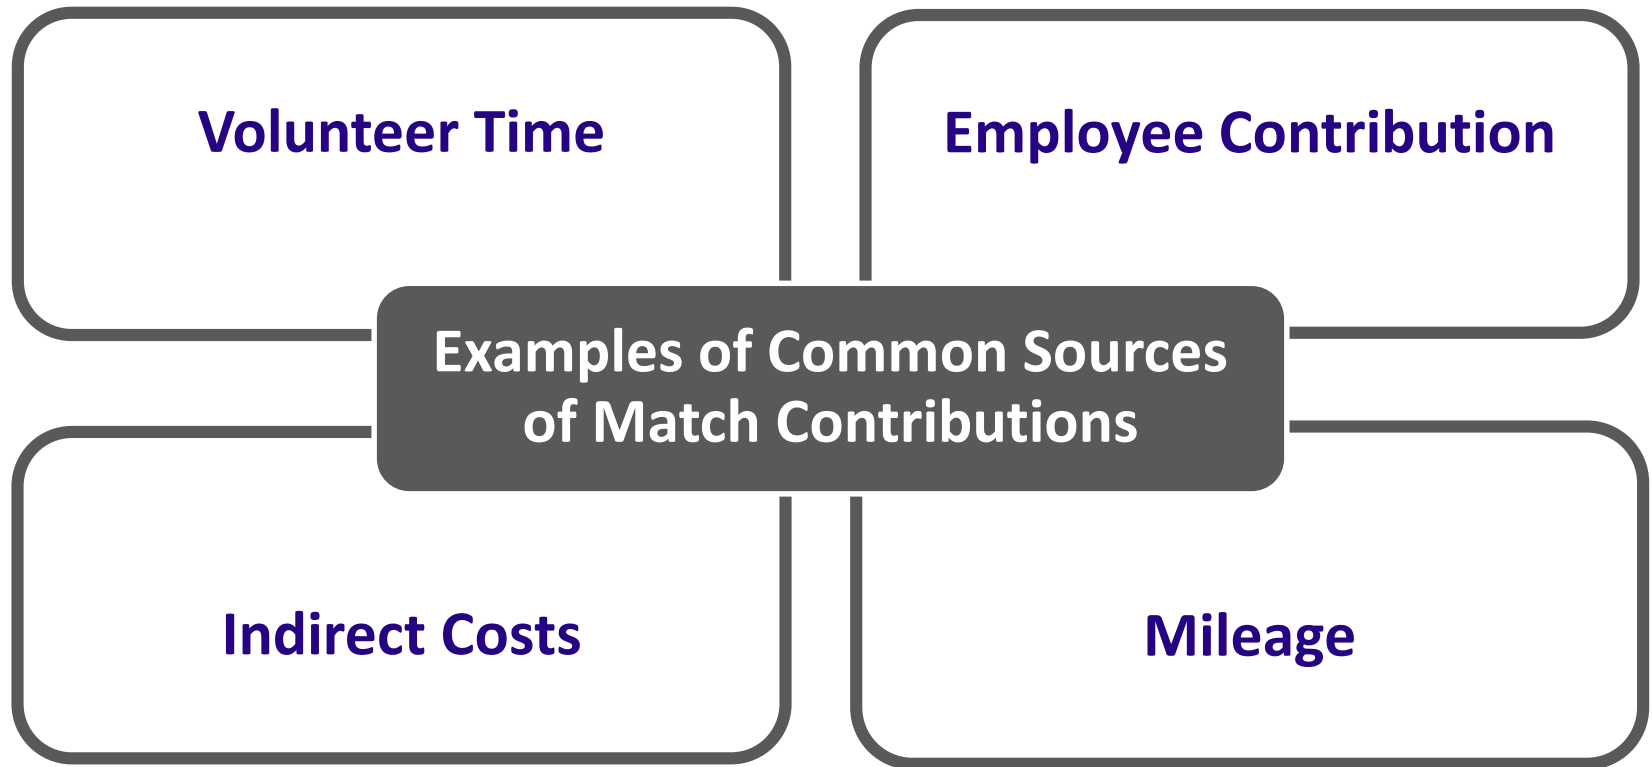 Volunteer Time
Employee Contribution
Examples of Common Sources
of Match Contributions
Indirect Costs
Mileage